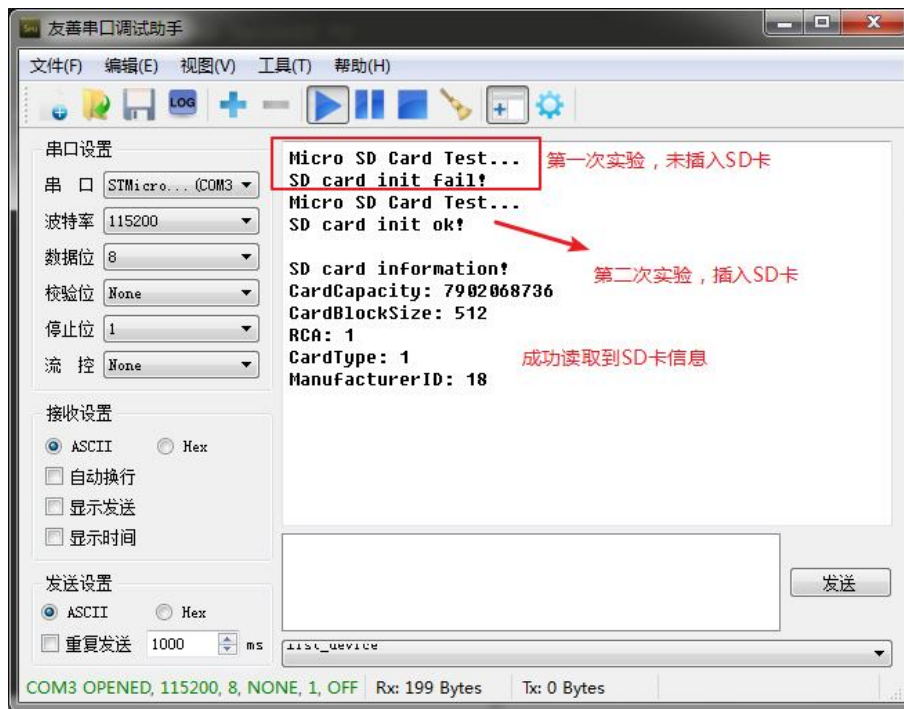 友善串口调试助手
文件(F) 编辑(E) 视图(V) 工具(T) 帮助(H)
LOG
串口设置
串 口 STMicro... (COM3
波特率 115200
数据位 8
校验位 None
停止位 1
流 控 None
接收设置
ASCII Hex
自动换行
显示发送
显示时间
发送设置
ASCII Hex
重复发送 1000 ms
Micro SD Card Test...
SD card init fail!
第一次实验，未插入SD卡
Micro SD Card Test...
SD card init ok!
第二次实验，插入SD卡
SD card information!
CardCapacity: 7902068736
CardBlockSize: 512
RCA: 1
CardType: 1
ManufacturerID: 18
成功读取到SD卡信息
发送
list_device
COM3 OPENED, 115200, 8, NONE, 1, OFF Rx: 199 Bytes Tx: 0 Bytes